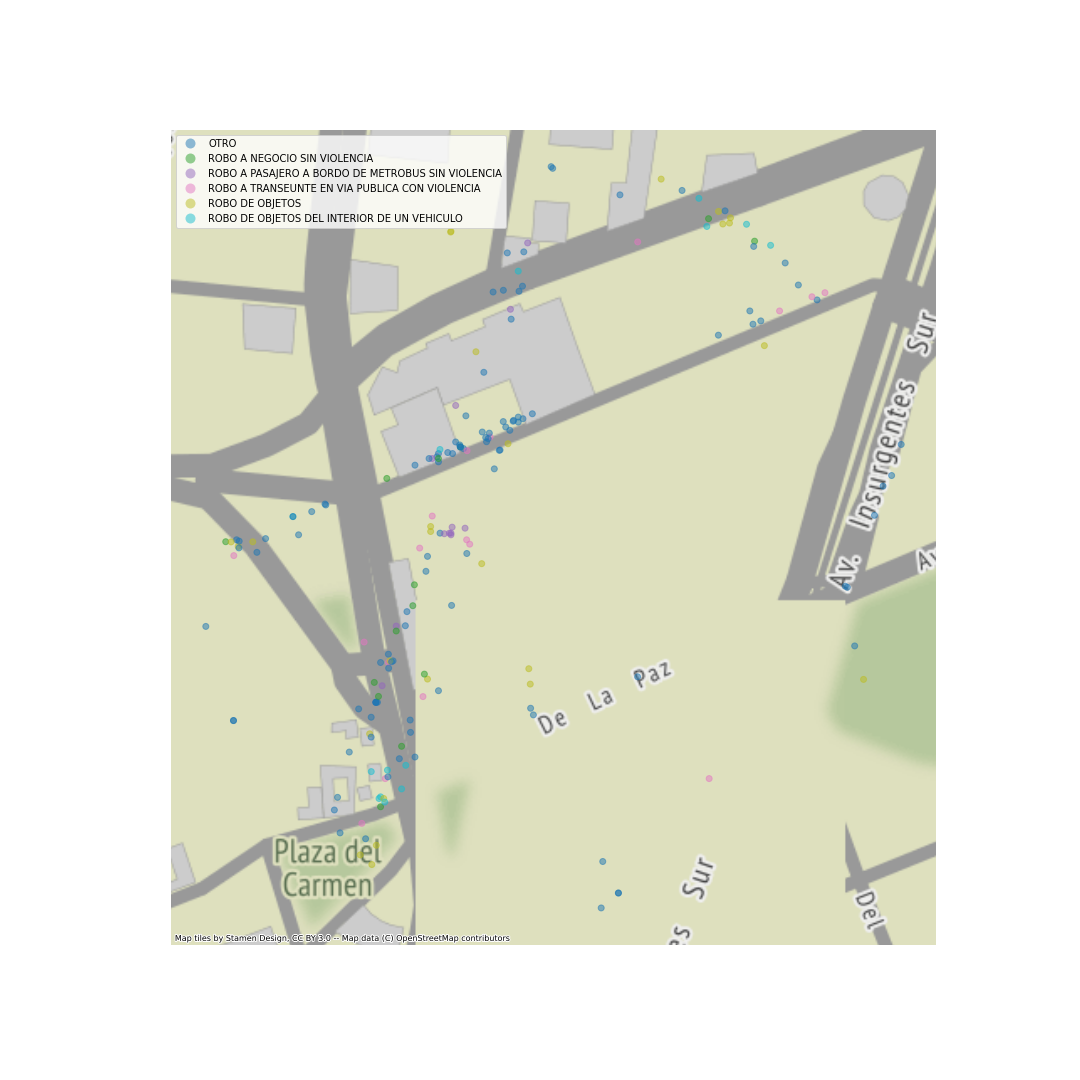 OTRO
ROBO A NEGOCIO SIN VIOLENCIA
ROBO A PASAJERO A BORDO DE METROBUS SIN VIOLENCIA
ROBO A TRANSEUNTE EN VIA PUBLICA CON VIOLENCIA
ROBO DE OBJETOS
ROBO DE OBJETOS DEL INTERIOR DE UN VEHICULO
Av. Insurgentes Sur
Av
De La Paz
Plaza del
Carmen
Sur
es
Del
Map tiles by Stamen Design, CC BY 3.0 -- Map data (C) OpenStreetMap contributors